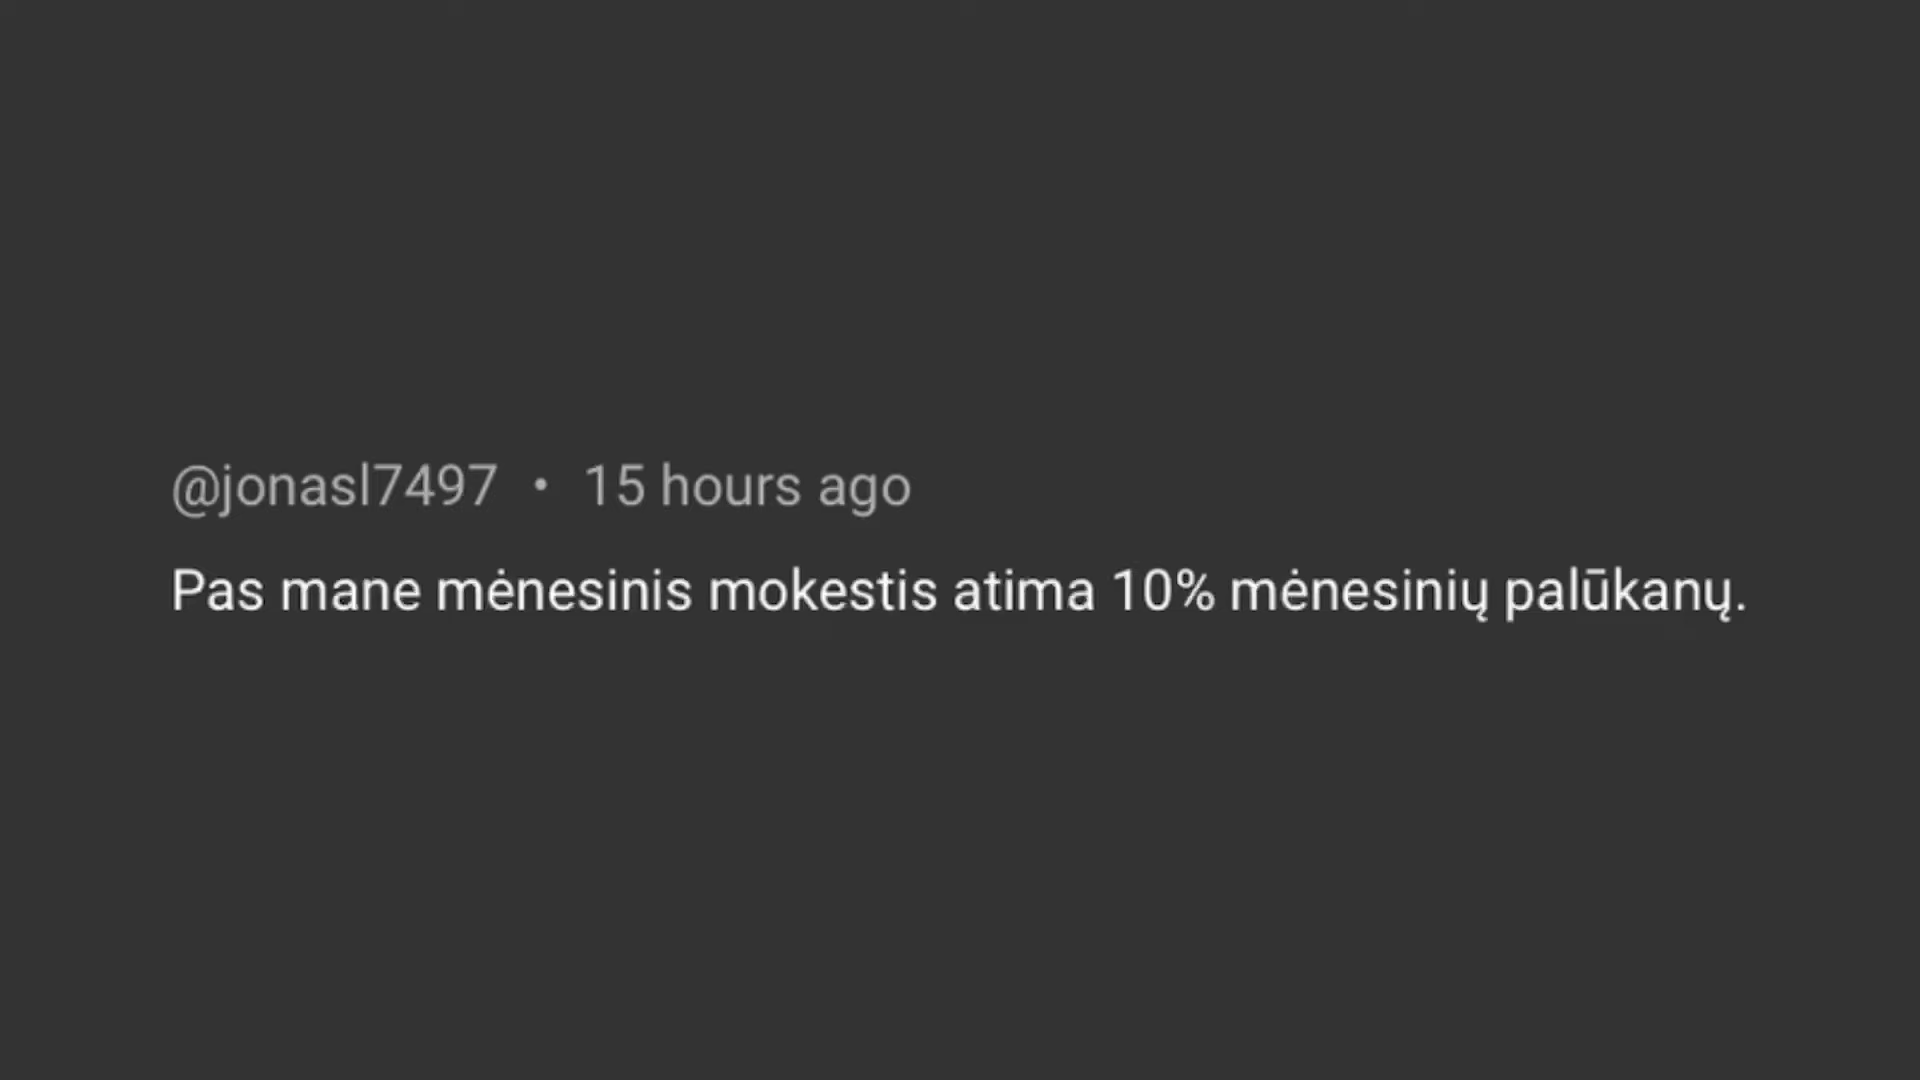 @jonasl7497 • 15 hours ago
Pas mane mėnesinis mokestis atima 10% mėnesinių palūkanų.